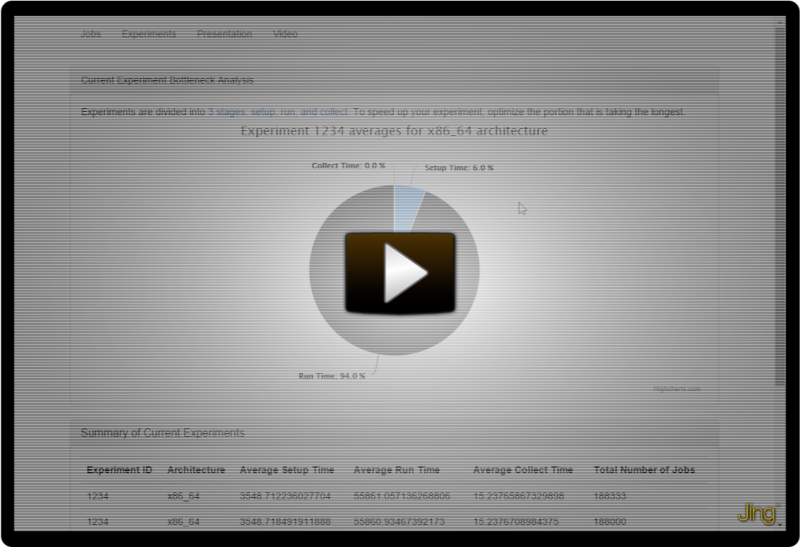 Jobs Experiments Presentation Video
Current Experiment Bottleneck Analysis
Experiments are divided into 3 stages: setup, run, and collect. To speed up your experiment, optimize the portion that is taking the longest.
Experiment 1234 averages for x86_64 architecture
Collect Time: 0.0 %
Setup Time: 6.0 %
Run Time: 94.0 %
Highcharts.com
Summary of Current Experiments
Experiment ID Architecture Average Setup Time Average Run Time Average Collect Time Total Number of Jobs
1234 x86_64 3548.712236027704 55861.057136268806 15.23765867329898 188333
1234 x86_64 3548.718491911888 55860.93467392173 15.2376708984375 188000
Jing